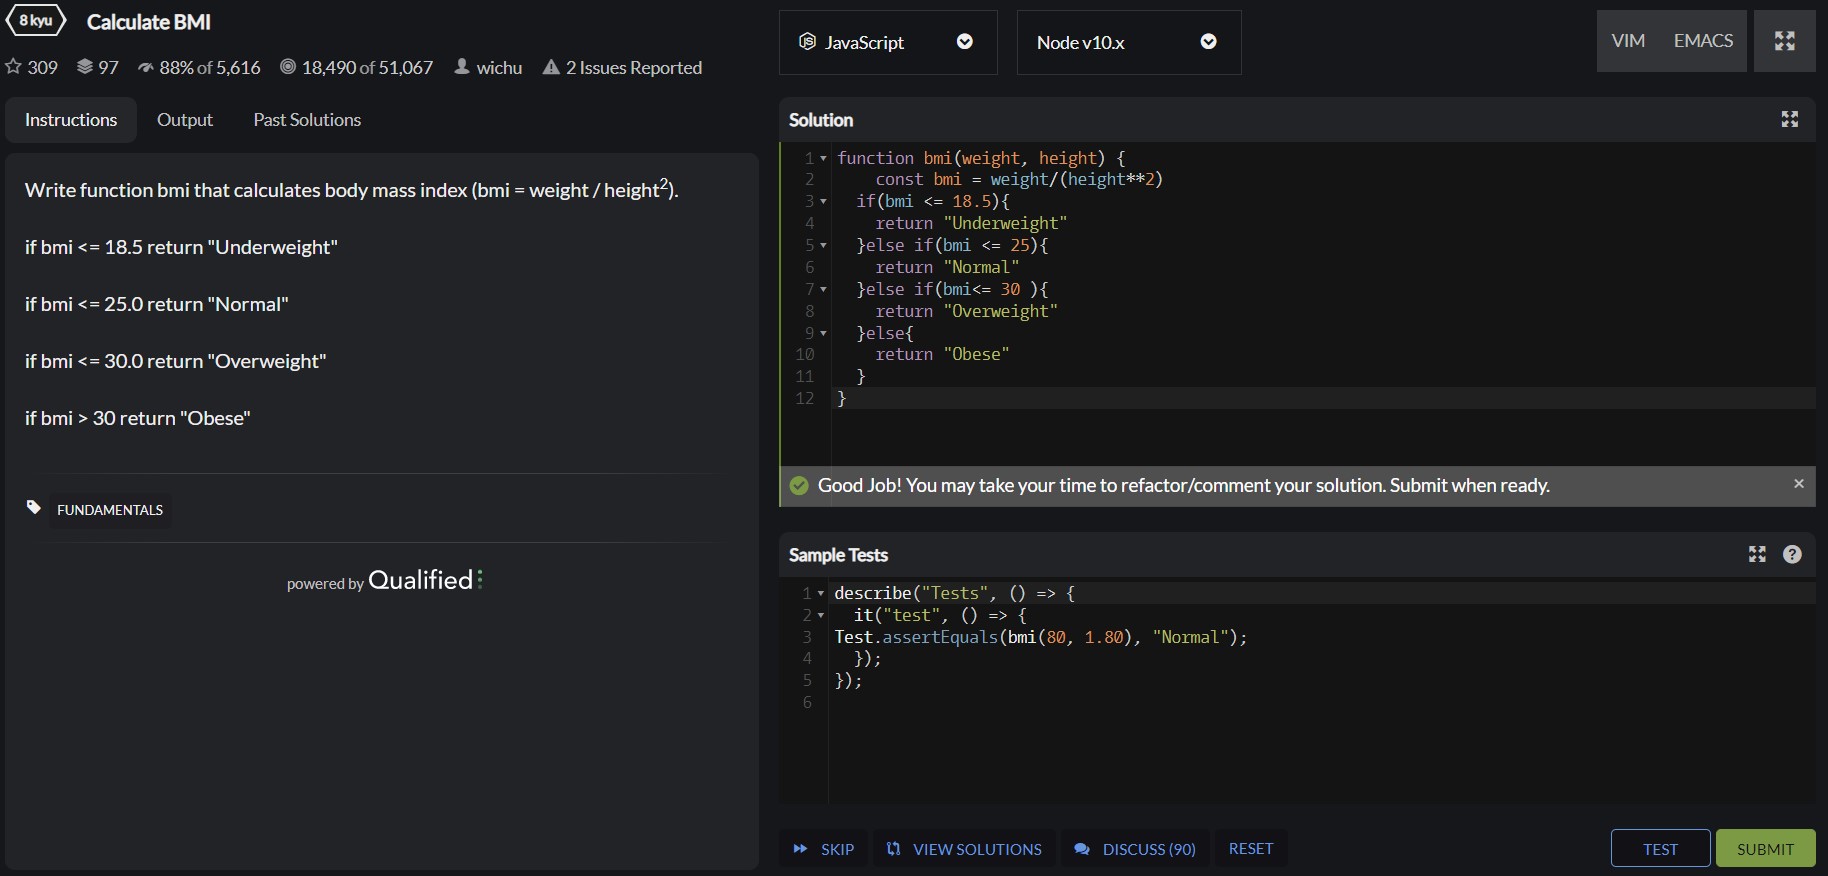 8 kyu
Calculate BMI
309 97 88% of 5,616 18,490 of 51,067 wichu 2 Issues Reported
Instructions Output Past Solutions
Write function bmi that calculates body mass index (bmi = weight / height²).
if bmi <= 18.5 return "Underweight"
if bmi <= 25.0 return "Normal"
if bmi <= 30.0 return "Overweight"
if bmi > 30 return "Obese"
FUNDAMENTALS
powered by Qualified
JavaScript
Node v10.x
VIM EMACS
Solution
1 function bmi(weight, height) {
2     const bmi = weight/(height**2)
3   if(bmi <= 18.5){
4     return "Underweight"
5   }else if(bmi <= 25){
6     return "Normal"
7   }else if(bmi<= 30 ){
8     return "Overweight"
9   }else{
10     return "Obese"
11   }
12 }
Good Job! You may take your time to refactor/comment your solution. Submit when ready.
Sample Tests
1 describe("Tests", () => {
2   it("test", () => {
3 Test.assertEquals(bmi(80, 1.80), "Normal");
4   });
5 });
6
SKIP VIEW SOLUTIONS DISCUSS (90) RESET TEST SUBMIT